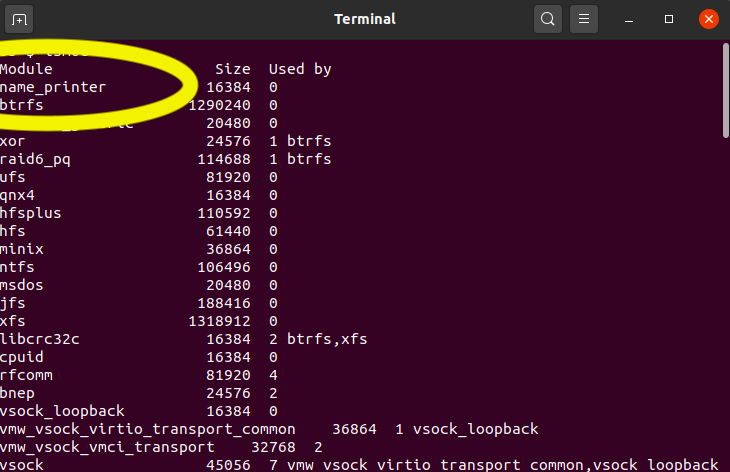 Terminal
Module Size Used by
name_printer 16384 0
btrfs 1290240 0
20480 0
xor 24576 1 btrfs
raid6_pq 114688 1 btrfs
ufs 81920 0
qnx4 16384 0
hfsplus 110592 0
hfs 61440 0
minix 36864 0
ntfs 106496 0
msdos 20480 0
jfs 188416 0
xfs 1318912 0
libcrc32c 16384 2 btrfs,xfs
cpuid 16384 0
rfcomm 81920 4
bnep 24576 2
vsock_loopback 16384 0
vmw_vsock_virtio_transport_common 36864 1 vsock_loopback
vmw_vsock_vmci_transport 32768 2
vsock 45056 7 vmw_vsock_virtio_transport_common,vsock_loopback